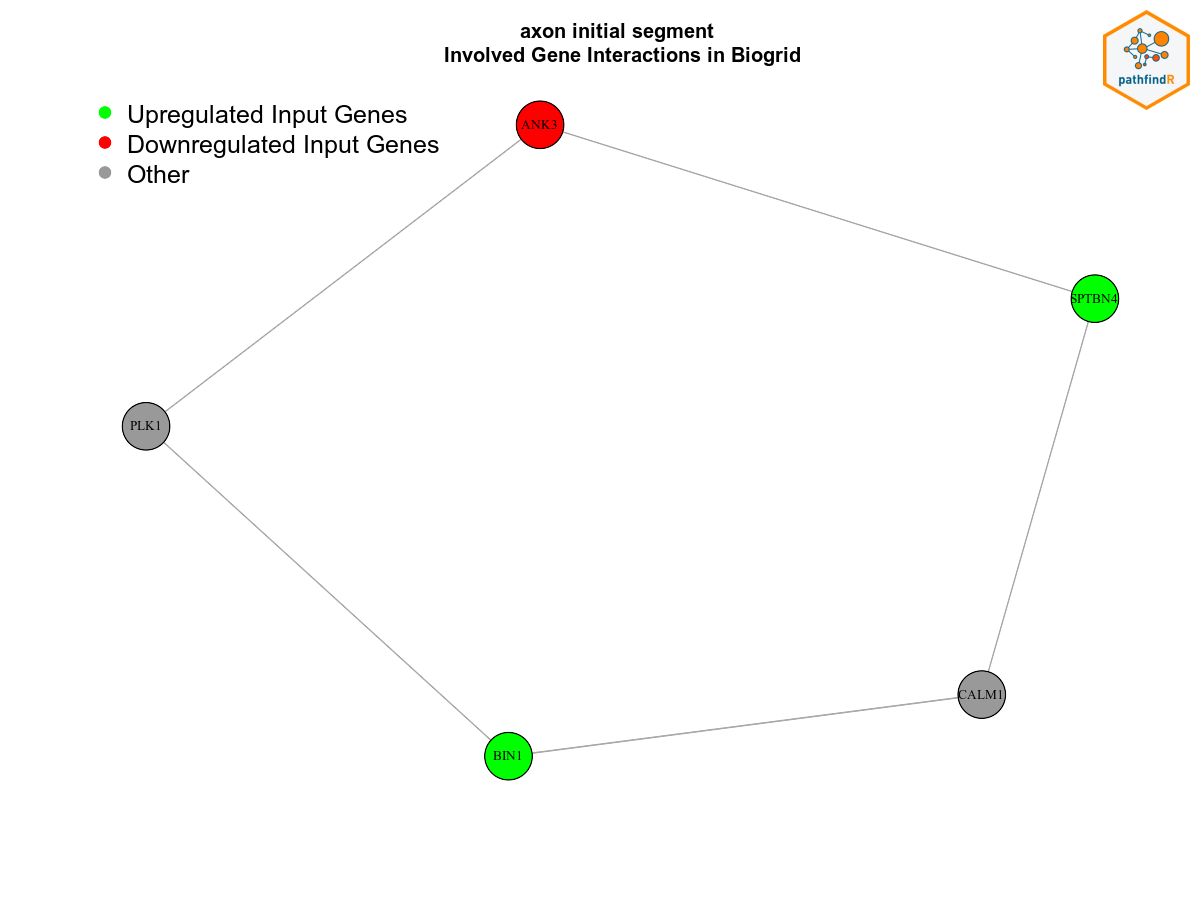 axon initial segment
Involved Gene Interactions in Biogrid
pathfindR
Upregulated Input Genes
Downregulated Input Genes
Other
ANK3
SPTBN4
PLK1
CALM1
BIN1